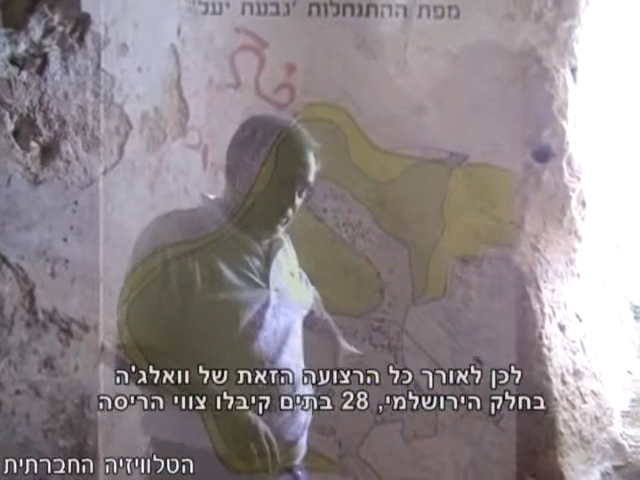 מפת ההתנחלות 'גבעת יעל'"
לכן לאורך כל הרצועה הזאת של וואלג'ה
בחלק הירושלמי, 28 בתים קיבלו צווי הריסה
הטלוויזיה החברתית